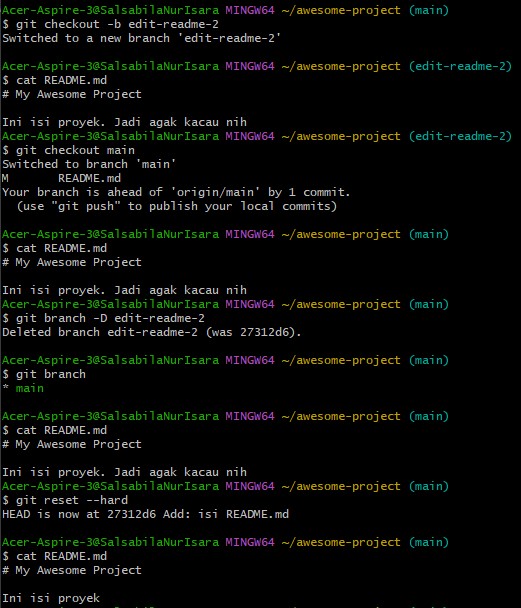 Acer-Aspire-3@SalsabilaNurIsara MINGW64 ~/awesome-project (main)
$ git checkout -b edit-readme-2
Switched to a new branch 'edit-readme-2'
Acer-Aspire-3@SalsabilaNurIsara MINGW64 ~/awesome-project (edit-readme-2)
$ cat README.md
# My Awesome Project
Ini isi proyek. Jadi agak kacau nih
Acer-Aspire-3@SalsabilaNurIsara MINGW64 ~/awesome-project (edit-readme-2)
$ git checkout main
Switched to branch 'main'
M       README.md
Your branch is ahead of 'origin/main' by 1 commit.
  (use "git push" to publish your local commits)
Acer-Aspire-3@SalsabilaNurIsara MINGW64 ~/awesome-project (main)
$ cat README.md
# My Awesome Project
Ini isi proyek. Jadi agak kacau nih
Acer-Aspire-3@SalsabilaNurIsara MINGW64 ~/awesome-project (main)
$ git branch -D edit-readme-2
Deleted branch edit-readme-2 (was 27312d6).
Acer-Aspire-3@SalsabilaNurIsara MINGW64 ~/awesome-project (main)
$ git branch
* main
Acer-Aspire-3@SalsabilaNurIsara MINGW64 ~/awesome-project (main)
$ cat README.md
# My Awesome Project
Ini isi proyek. Jadi agak kacau nih
Acer-Aspire-3@SalsabilaNurIsara MINGW64 ~/awesome-project (main)
$ git reset --hard
HEAD is now at 27312d6 Add: isi README.md
Acer-Aspire-3@SalsabilaNurIsara MINGW64 ~/awesome-project (main)
$ cat README.md
# My Awesome Project
Ini isi proyek